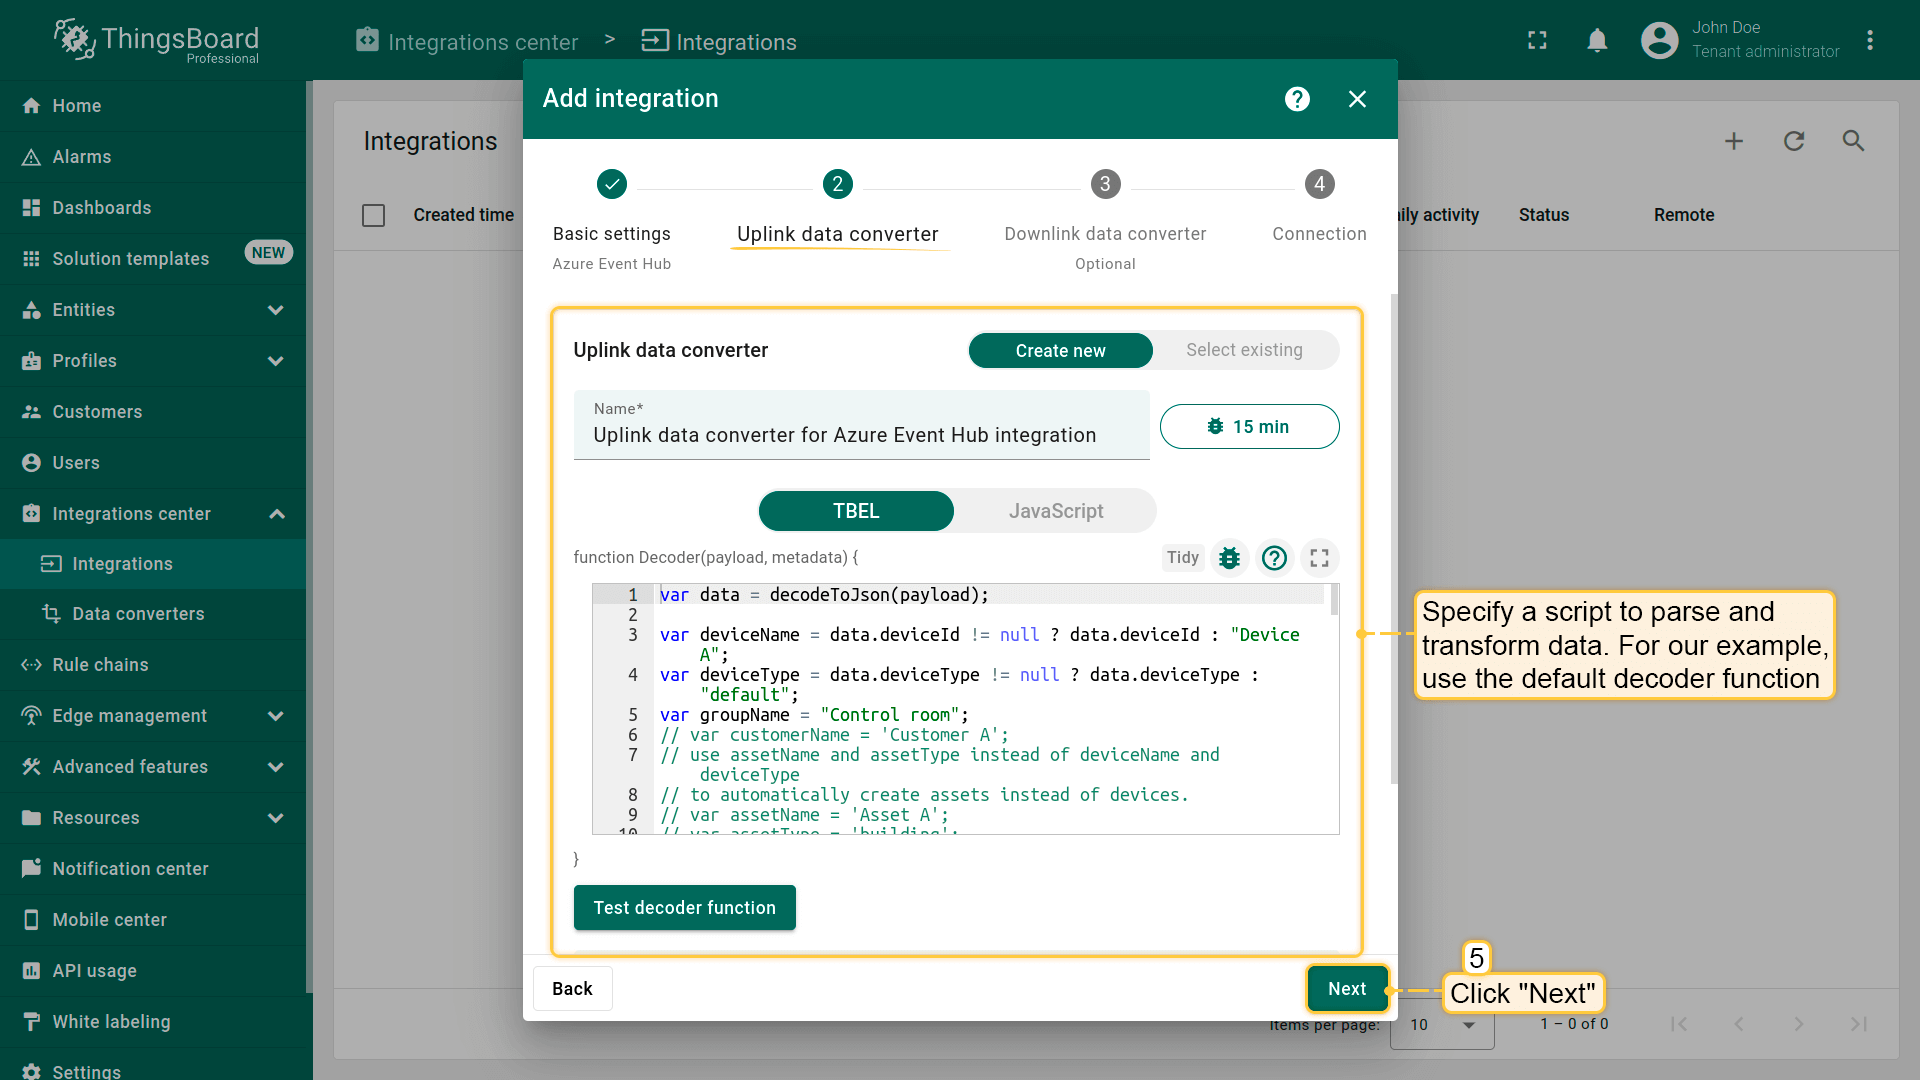 ThingsBoard
Professional
Integrations center > Integrations
John Doe
Tenant administrator
Home
Alarms
Dashboards
Solution templates NEW
Entities
Profiles
Customers
Users
Integrations center
Integrations
Data converters
Rule chains
Edge management
Advanced features
Resources
Notification center
Mobile center
API usage
White labeling
Settings
Integrations
Created time
ily activity
Status
Remote
Add integration
2
3
4
Basic settings
Azure Event Hub
Uplink data converter
Downlink data converter
Optional
Connection
Uplink data converter
Create new
Select existing
Name*
Uplink data converter for Azure Event Hub integration
15 min
TBEL
JavaScript
function Decoder(payload, metadata) {
Tidy
1 var data = decodeToJson(payload);
2
3 var deviceName = data.deviceId != null ? data.deviceId : "Device
A";
4 var deviceType = data.deviceType != null ? data.deviceType :
"default";
5 var groupName = "Control room";
6 // var customerName = 'Customer A';
7 // use assetName and assetType instead of deviceName and
deviceType
8 // to automatically create assets instead of devices.
9 // var assetName = 'Asset A';
10 // var assetType = 'building';
}
Test decoder function
Back
Next
Specify a script to parse and
transform data. For our example,
use the default decoder function
5
Click "Next"
Items per page:
10
1 – 0 of 0